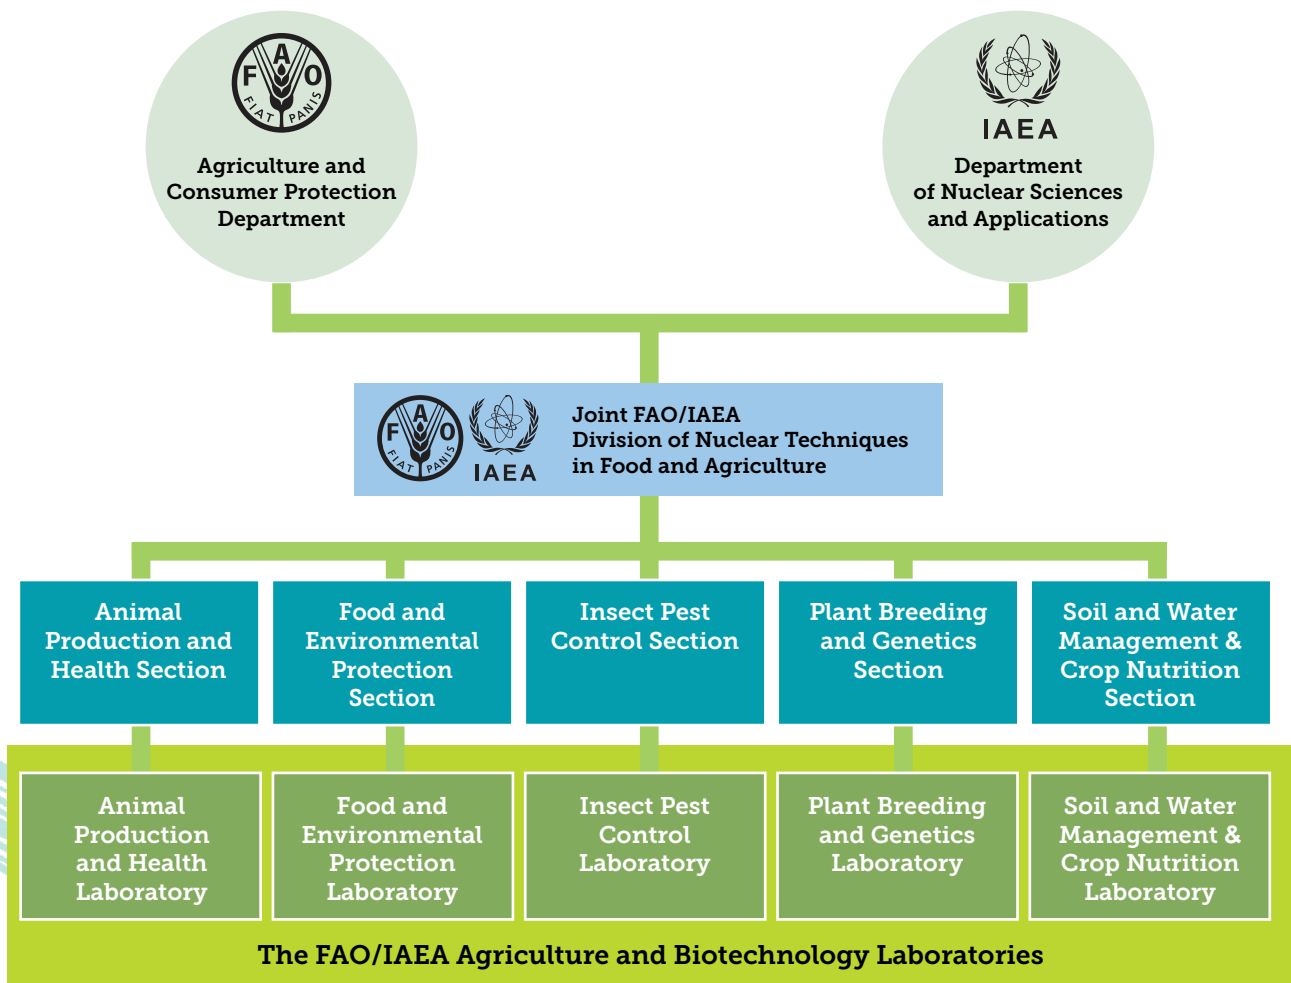 FAO
FIAT PANIS
Agriculture and
Consumer Protection
Department
IAEA
Department
of Nuclear Sciences
and Applications
FAO
FIAT PANIS
IAEA
Joint FAO/IAEA
Division of Nuclear Techniques
in Food and Agriculture
Animal
Production and
Health Section
Food and
Environmental
Protection
Section
Insect Pest
Control Section
Plant Breeding
and Genetics
Section
Soil and Water
Management &
Crop Nutrition
Section
Animal
Production
and Health
Laboratory
Food and
Environmental
Protection
Laboratory
Insect Pest
Control
Laboratory
Plant Breeding
and Genetics
Laboratory
Soil and Water
Management &
Crop Nutrition
Laboratory
The FAO/IAEA Agriculture and Biotechnology Laboratories